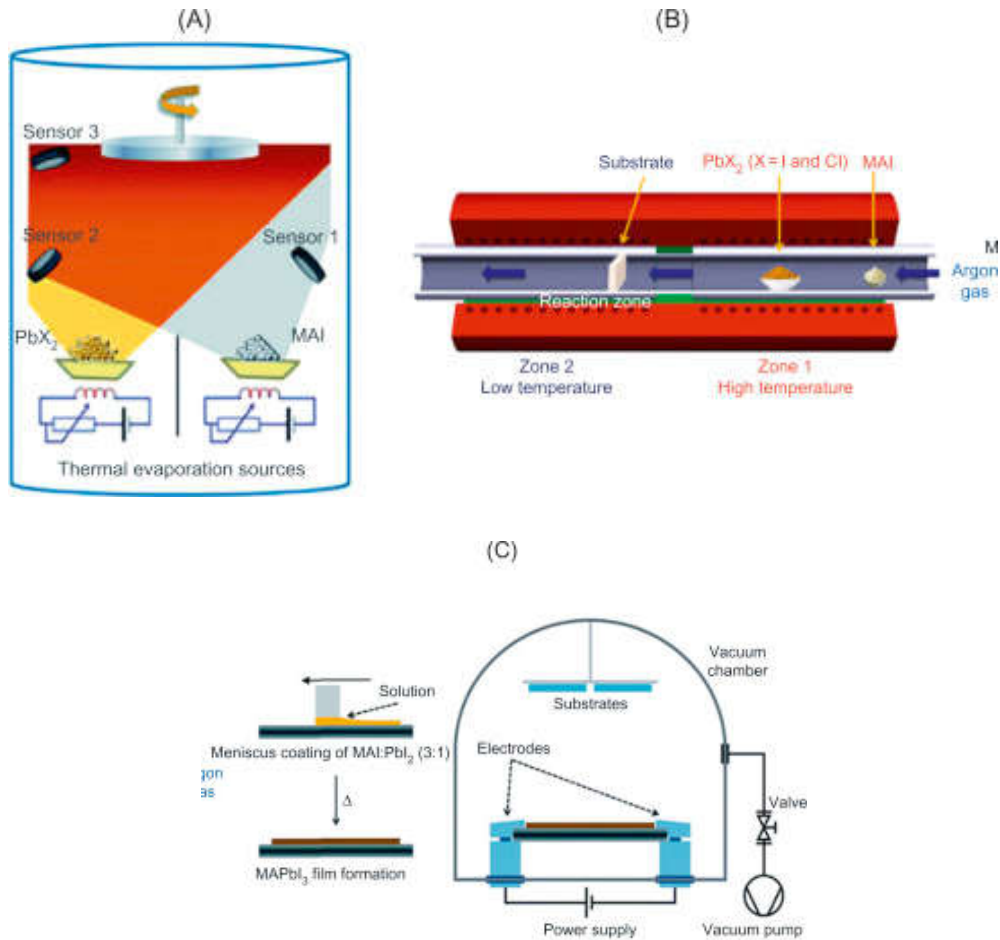 (A)
Sensor 3
Sensor 2
Sensor 1
PbX2
MAI
Thermal evaporation sources
(B)
Substrate
PbX2 (X = I and Cl)
MAI
M
Argon
gas
Reaction zone
Zone 2
Low temperature
Zone 1
High temperature
(C)
Solution
Meniscus coating of MAI:PbI2 (3:1)
gon
as
Δ
MAPbI3 film formation
Vacuum
chamber
Substrates
Electrodes
Valve
Power supply
Vacuum pump